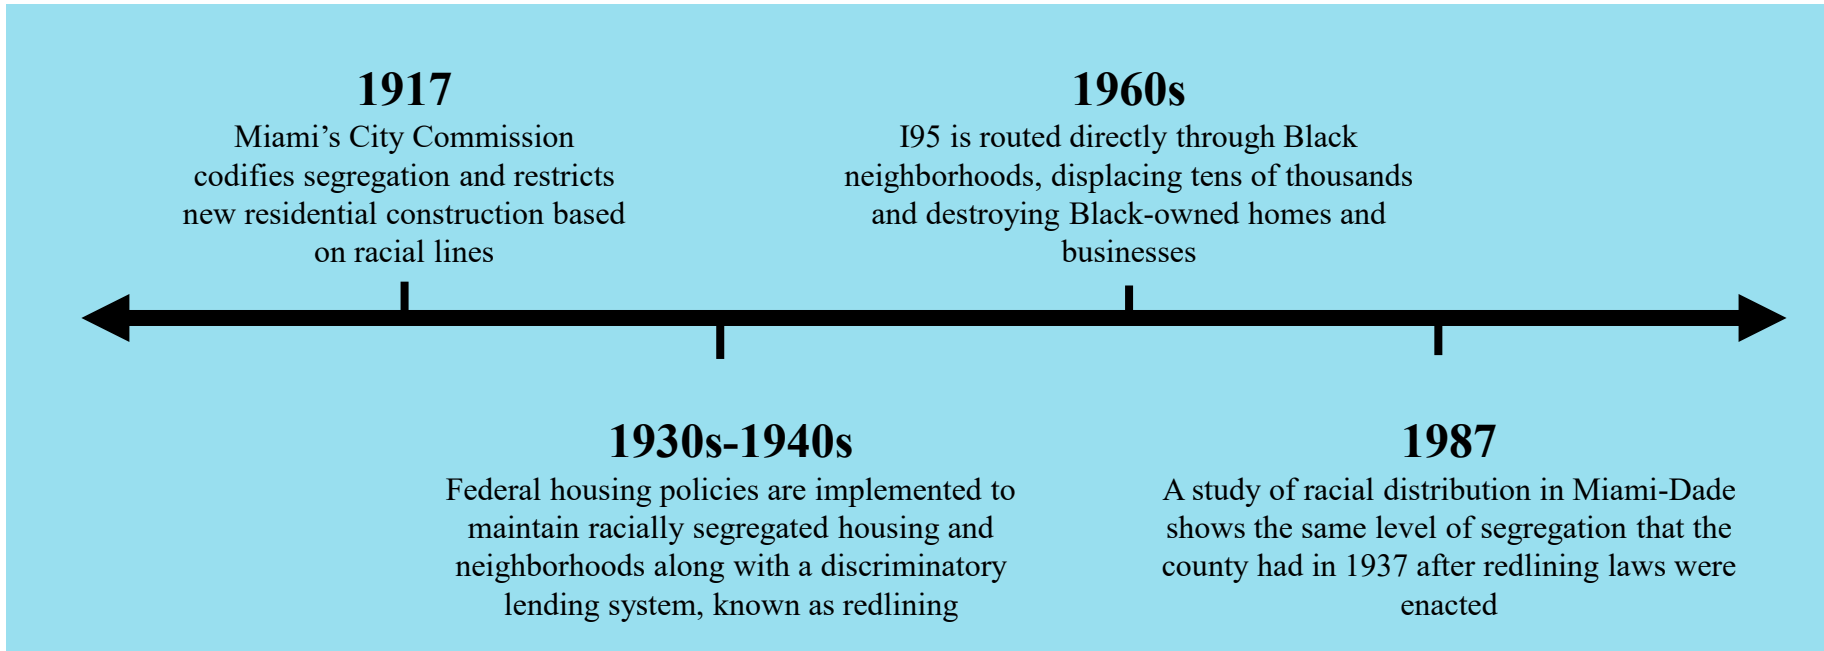 1917
Miami’s City Commission
codifies segregation and restricts
new residential construction based
on racial lines
1930s-1940s
Federal housing policies are implemented to
maintain racially segregated housing and
neighborhoods along with a discriminatory
lending system, known as redlining
1960s
I95 is routed directly through Black
neighborhoods, displacing tens of thousands
and destroying Black-owned homes and
businesses
1987
A study of racial distribution in Miami-Dade
shows the same level of segregation that the
county had in 1937 after redlining laws were
enacted